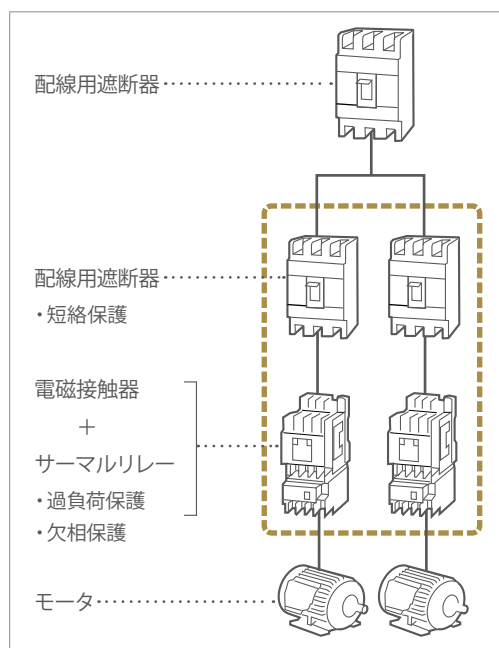 配線用遮断器
配線用遮断器
・短絡保護
電磁接触器
＋
サーマルリレー
・過負荷保護
・欠相保護
モータ